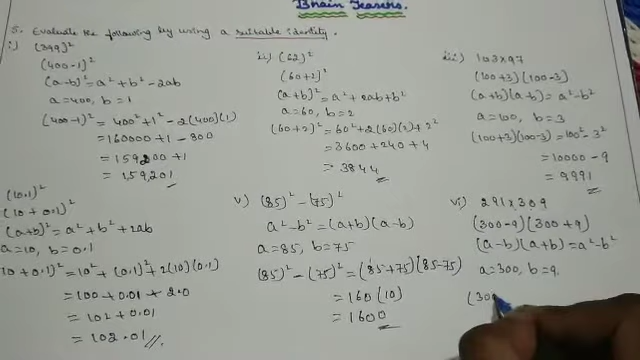 Brain Teasers.
5. Evaluate the following by using a suitable identity.
i) (399)²
(400-1)²
(a-b)² = a² + b² - 2ab
a = 400, b = 1
(400-1)² = 400² + 1² - 2(400)(1)
= 160000 + 1 - 800
= 159200 + 1
= 1,59,201
ii) (62)²
(60+2)²
(a+b)² = a² + 2ab + b²
a = 60, b = 2
(60+2)² = 60² + 2(60)(2) + 2²
= 3600 + 240 + 4
= 3844
iii) 103×97
(100+3)(100-3)
(a+b)(a-b) = a² - b²
a = 100, b = 3
(100+3)(100-3) = 100² - 3²
= 10000 - 9
= 9991
(10.1)²
(10 + 0.1)²
(a+b)² = a² + b² + 2ab
a = 10, b = 0.1
10 + 0.1)² = 10² + (0.1)² + 2(10)(0.1)
= 100 + 0.01 + 2.0
= 102 + 0.01
= 102.01
v) (85)² - (75)²
a² - b² = (a+b)(a-b)
a = 85, b = 75
(85)² - (75)² = (85+75)(85-75)
= 160(10)
= 1600
vi) 291×309
(300-9)(300+9)
(a-b)(a+b) = a² - b²
a = 300, b = 9
(300